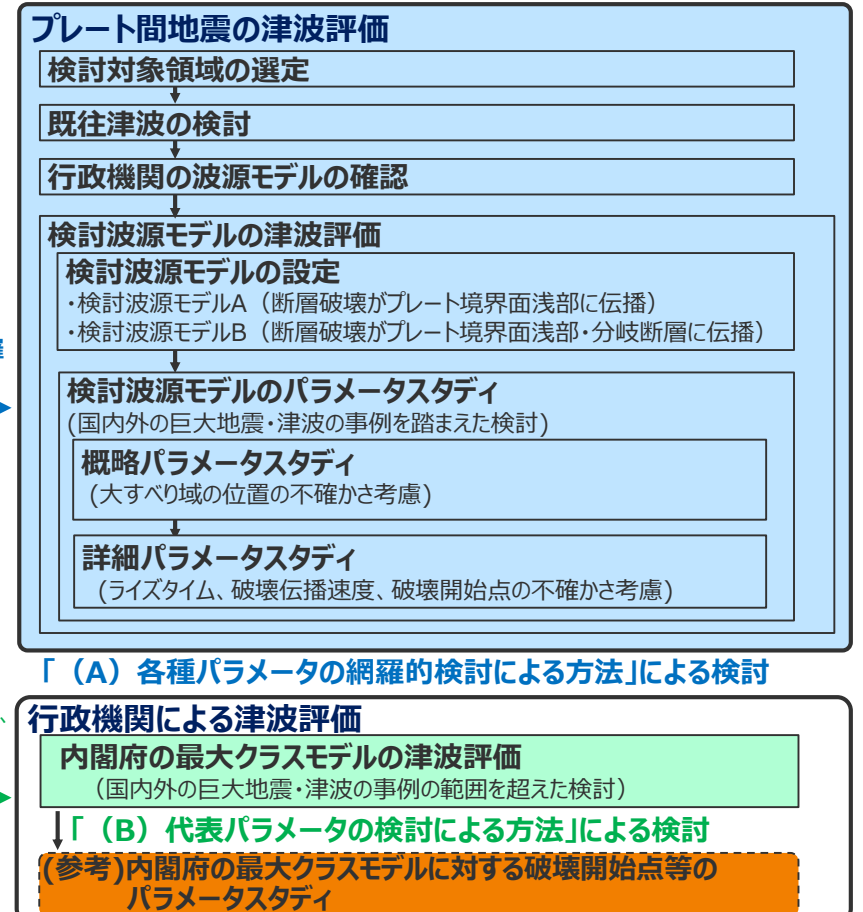 プレート間地震の津波評価
検討対象領域の選定
既往津波の検討
行政機関の波源モデルの確認
検討波源モデルの津波評価
検討波源モデルの設定
・検討波源モデルA（断層破壊がプレート境界面浅部に伝播）
・検討波源モデルB（断層破壊がプレート境界面浅部・分岐断層に伝播）
検討波源モデルのパラメータスタディ
(国内外の巨大地震・津波の事例を踏まえた検討)
概略パラメータスタディ
(大すべり域の位置の不確かさ考慮)
詳細パラメータスタディ
(ライズタイム、破壊伝播速度、破壊開始点の不確かさ考慮)
「（A）各種パラメータの網羅的検討による方法」による検討
行政機関による津波評価
内閣府の最大クラスモデルの津波評価
（国内外の巨大地震・津波の事例の範囲を超えた検討）
「（B）代表パラメータの検討による方法」による検討
(参考)内閣府の最大クラスモデルに対する破壊開始点等の
パラメータスタディ